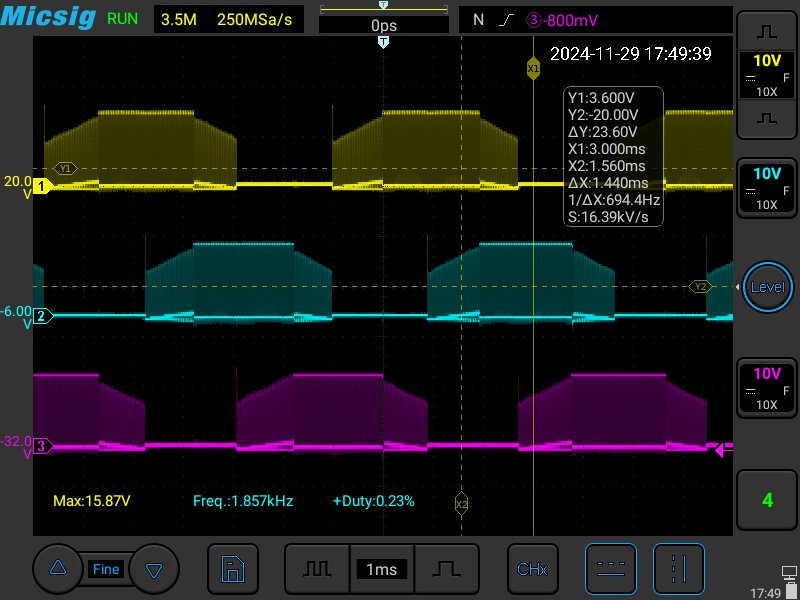 Micsig RUN 3.5M 250MSa/s 0ps N ③-800mV
T
T
2024-11-29 17:49:39
X1
10V
F
10X
Y1:3.600V
Y2:-20.00V
ΔY:23.60V
X1:3.000ms
X2:1.560ms
ΔX:1.440ms
1/ΔX:694.4Hz
S:16.39kV/s
Y1
20.0
V
1
10V
F
10X
Y2
Level
-6.00
V
2
10V
F
10X
-32.0
V
3
Max:15.87V Freq.:1.857kHz +Duty:0.23%
X2
4
Fine 1ms CHx
17:49